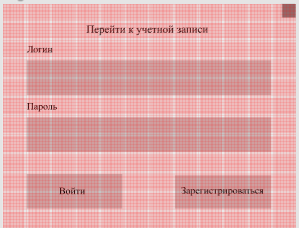 Перейти к учетной записи
Логин
Пароль
Войти
Зарегистрироваться